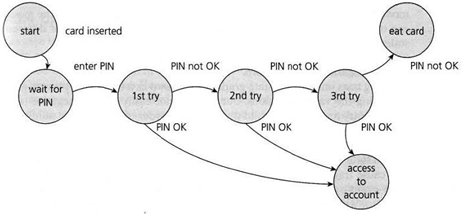 start
card inserted
eat card
enter PIN
PIN not OK
PIN not OK
PIN not OK
wait for
PIN
1st try
2nd try
3rd try
PIN OK
PIN OK
PIN OK
access
to
account